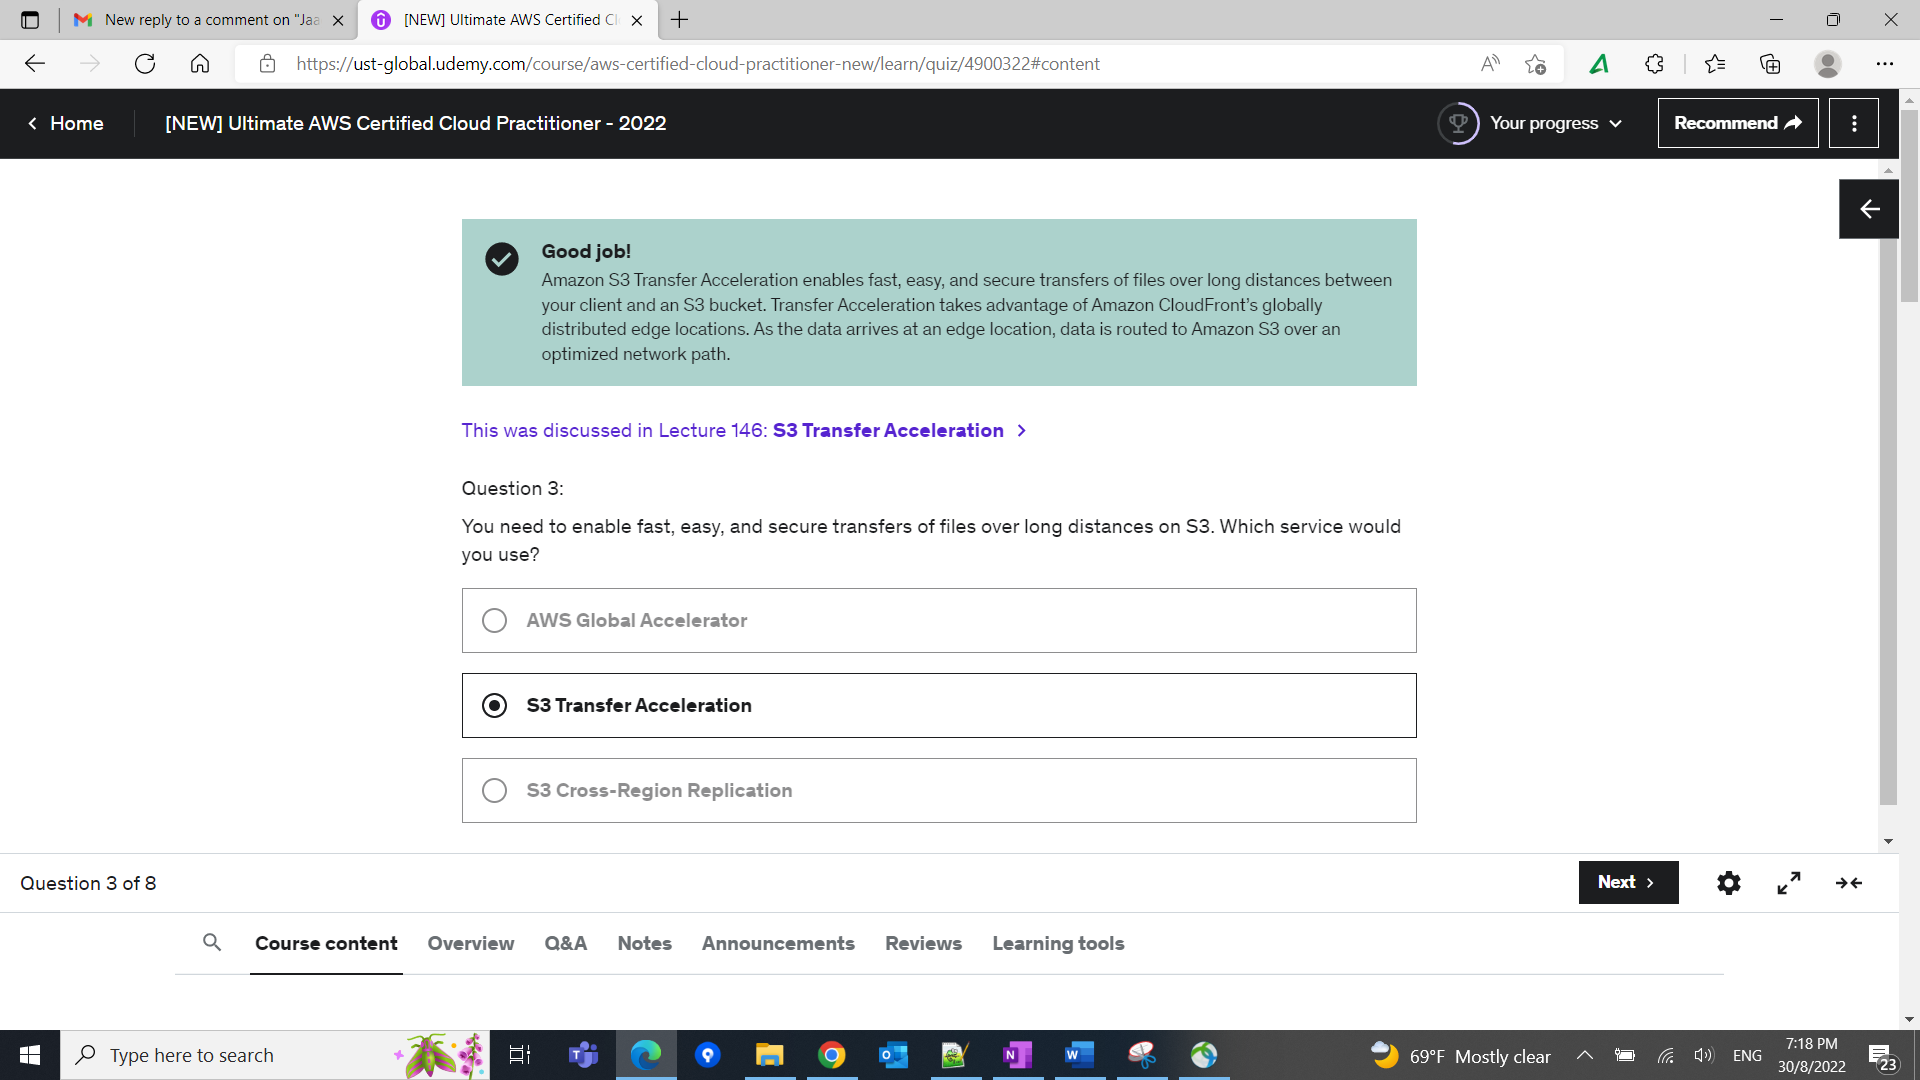 New reply to a comment on "Jaa
[NEW] Ultimate AWS Certified Cl
https://ust-global.udemy.com/course/aws-certified-cloud-practitioner-new/learn/quiz/4900322#content
Home
[NEW] Ultimate AWS Certified Cloud Practitioner - 2022
Your progress
Recommend
Good job!
Amazon S3 Transfer Acceleration enables fast, easy, and secure transfers of files over long distances between
your client and an S3 bucket. Transfer Acceleration takes advantage of Amazon CloudFront’s globally
distributed edge locations. As the data arrives at an edge location, data is routed to Amazon S3 over an
optimized network path.
This was discussed in Lecture 146: S3 Transfer Acceleration
Question 3:
You need to enable fast, easy, and secure transfers of files over long distances on S3. Which service would
you use?
AWS Global Accelerator
S3 Transfer Acceleration
S3 Cross-Region Replication
Question 3 of 8
Next
Course content Overview Q&A Notes Announcements Reviews Learning tools
Type here to search
69°F Mostly clear
ENG
7:18 PM
30/8/2022
23